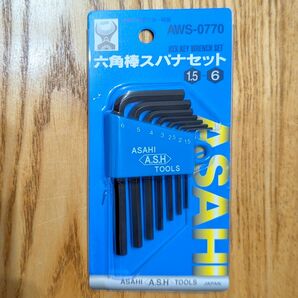 AWS-0770
HEX KEY WRENCH SET
六角棒スパナセット
1.5 6
6 5 4 3 2.5 2 1.5
ASAHI
A.S.H
TOOLS
ASAHI
ASAHI A.S.H TOOLS JAPAN